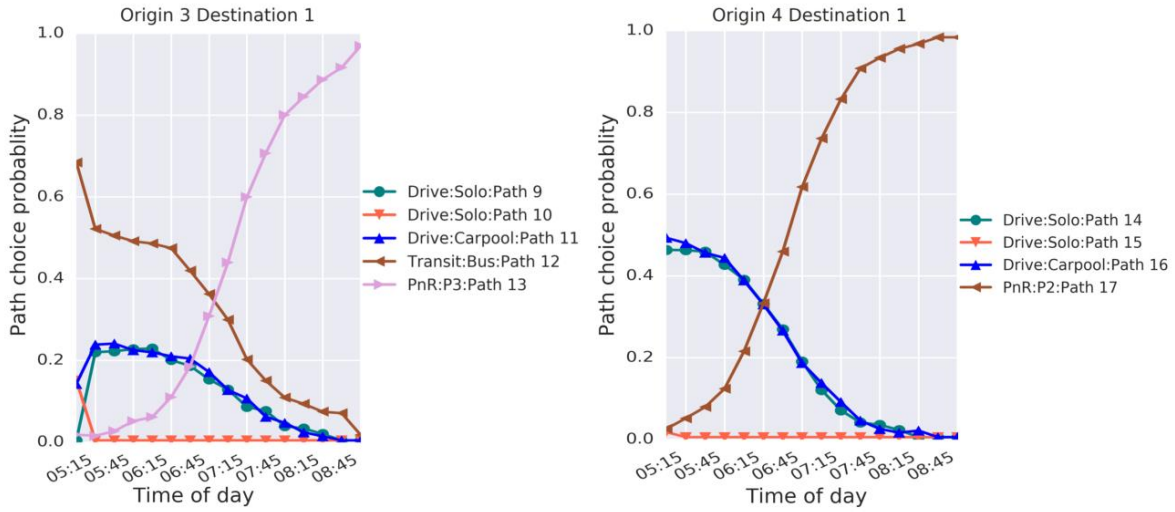 Origin 3 Destination 1
Path choice probablity
1.0
0.8
0.6
0.4
0.2
0.0
05:15
05:45
06:15
06:45
07:15
07:45
08:15
08:45
Time of day
Drive:Solo:Path 9
Drive:Solo:Path 10
Drive:Carpool:Path 11
Transit:Bus:Path 12
PnR:P3:Path 13
Origin 4 Destination 1
Path choice probablity
1.0
0.8
0.6
0.4
0.2
0.0
05:15
05:45
06:15
06:45
07:15
07:45
08:15
08:45
Time of day
Drive:Solo:Path 14
Drive:Solo:Path 15
Drive:Carpool:Path 16
PnR:P2:Path 17